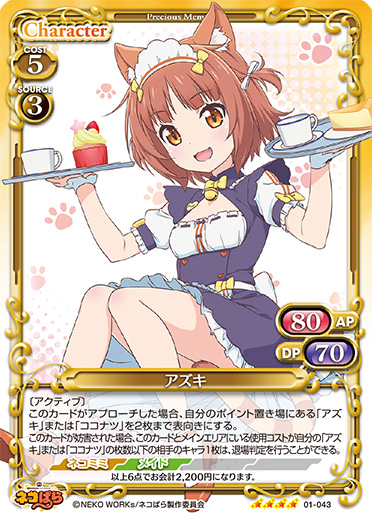 Precious Mem
Character
COST
5
SOURCE
3
80 AP
DP 70
アズキ
[アクティブ]
このカードがアプローチした場合、自分のポイント置き場にある「アズ
キ」または「ココナツ」を2枚まで表向きにする。
このカードが妨害された場合、このカードとメインエリアにいる使用コストが自分の「アズ
キ」または「ココナツ」の枚数以下の相手のキャラ1枚は、退場判定を行うことができる。
ネコミミ メイド
以上6点でお会計2,200円になります。
ネコぱら
©NEKO WORKs/ネコぱら製作委員会 ★★★★ 01-043